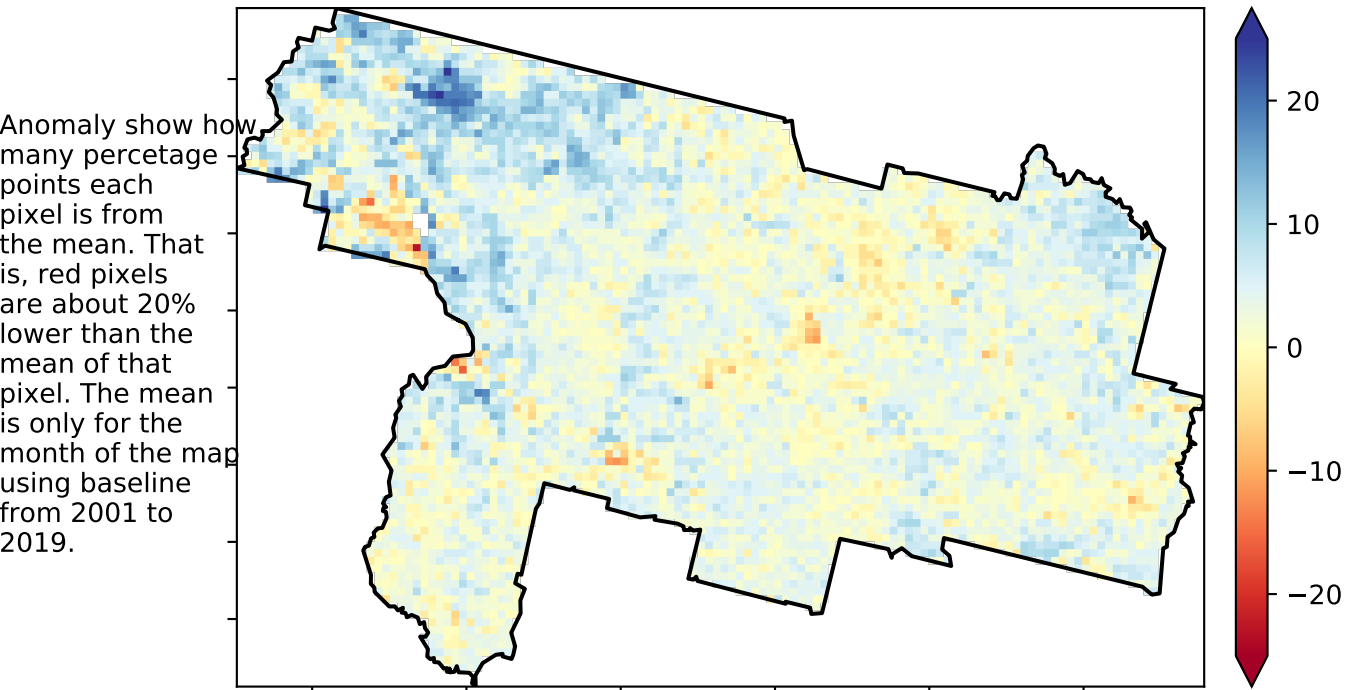 Anomaly show how
many percetage
points each
pixel is from
the mean. That
is, red pixels
are about 20%
lower than the
mean of that
pixel. The mean
is only for the
month of the map
using baseline
from 2001 to
2019.
20
10
0
−10
−20